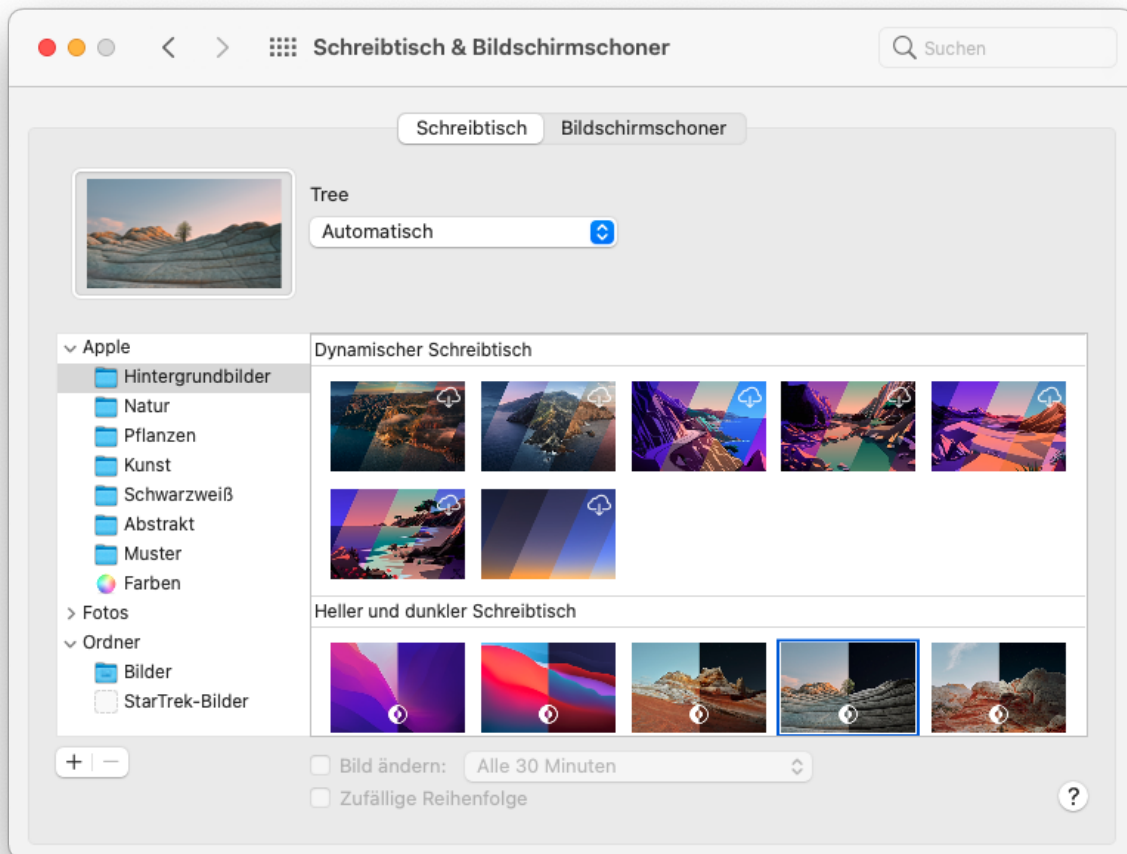 Schreibtisch & Bildschirmschoner
Suchen
Schreibtisch
Bildschirmschoner
Tree
Automatisch
Apple
Hintergrundbilder
Natur
Pflanzen
Kunst
Schwarzweiß
Abstrakt
Muster
Farben
Fotos
Ordner
Bilder
StarTrek-Bilder
Dynamischer Schreibtisch
Heller und dunkler Schreibtisch
Bild ändern:
Alle 30 Minuten
Zufällige Reihenfolge
?